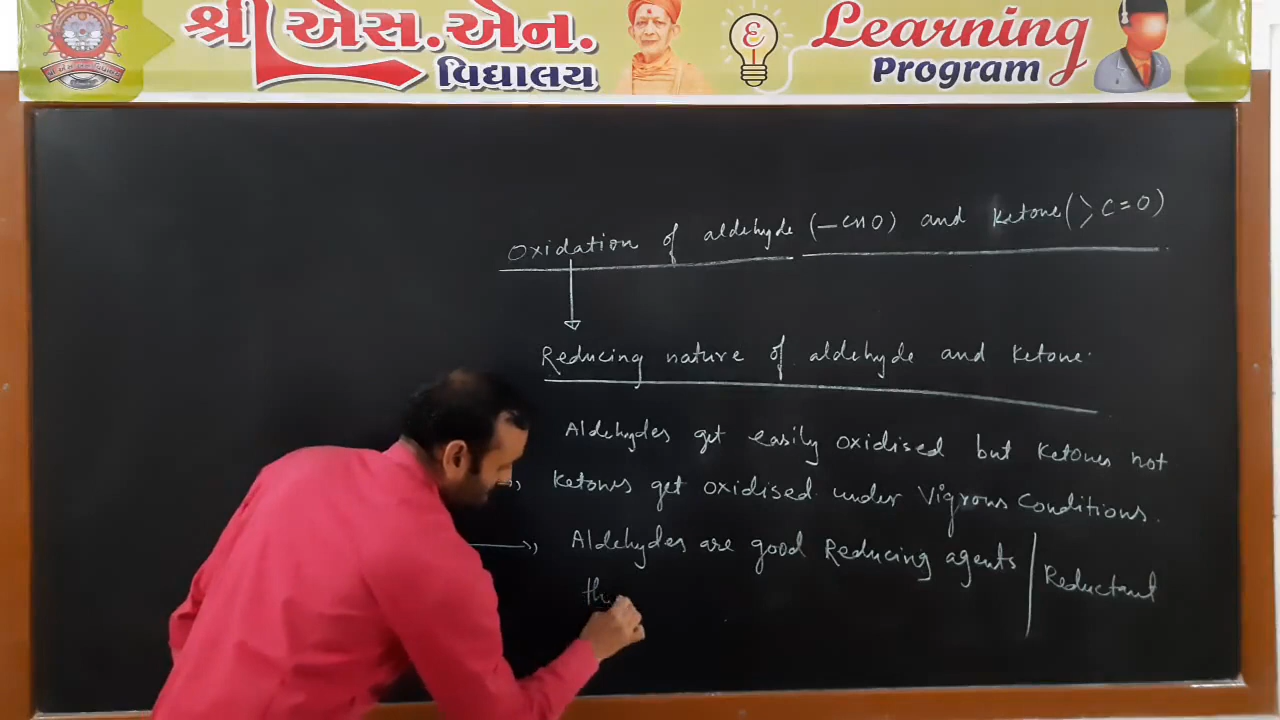 શ્રી એસ.એન.
વિદ્યાલય
ε
Learning
Program
Oxidation of aldehyde (–CHO) and Ketone (>C=O)
Reducing nature of aldehyde and Ketone.
Aldehydes get easily oxidised but Ketones not
Ketones get oxidised under Vigrous Conditions.
Aldehydes are good Reducing agents | Reductant
th